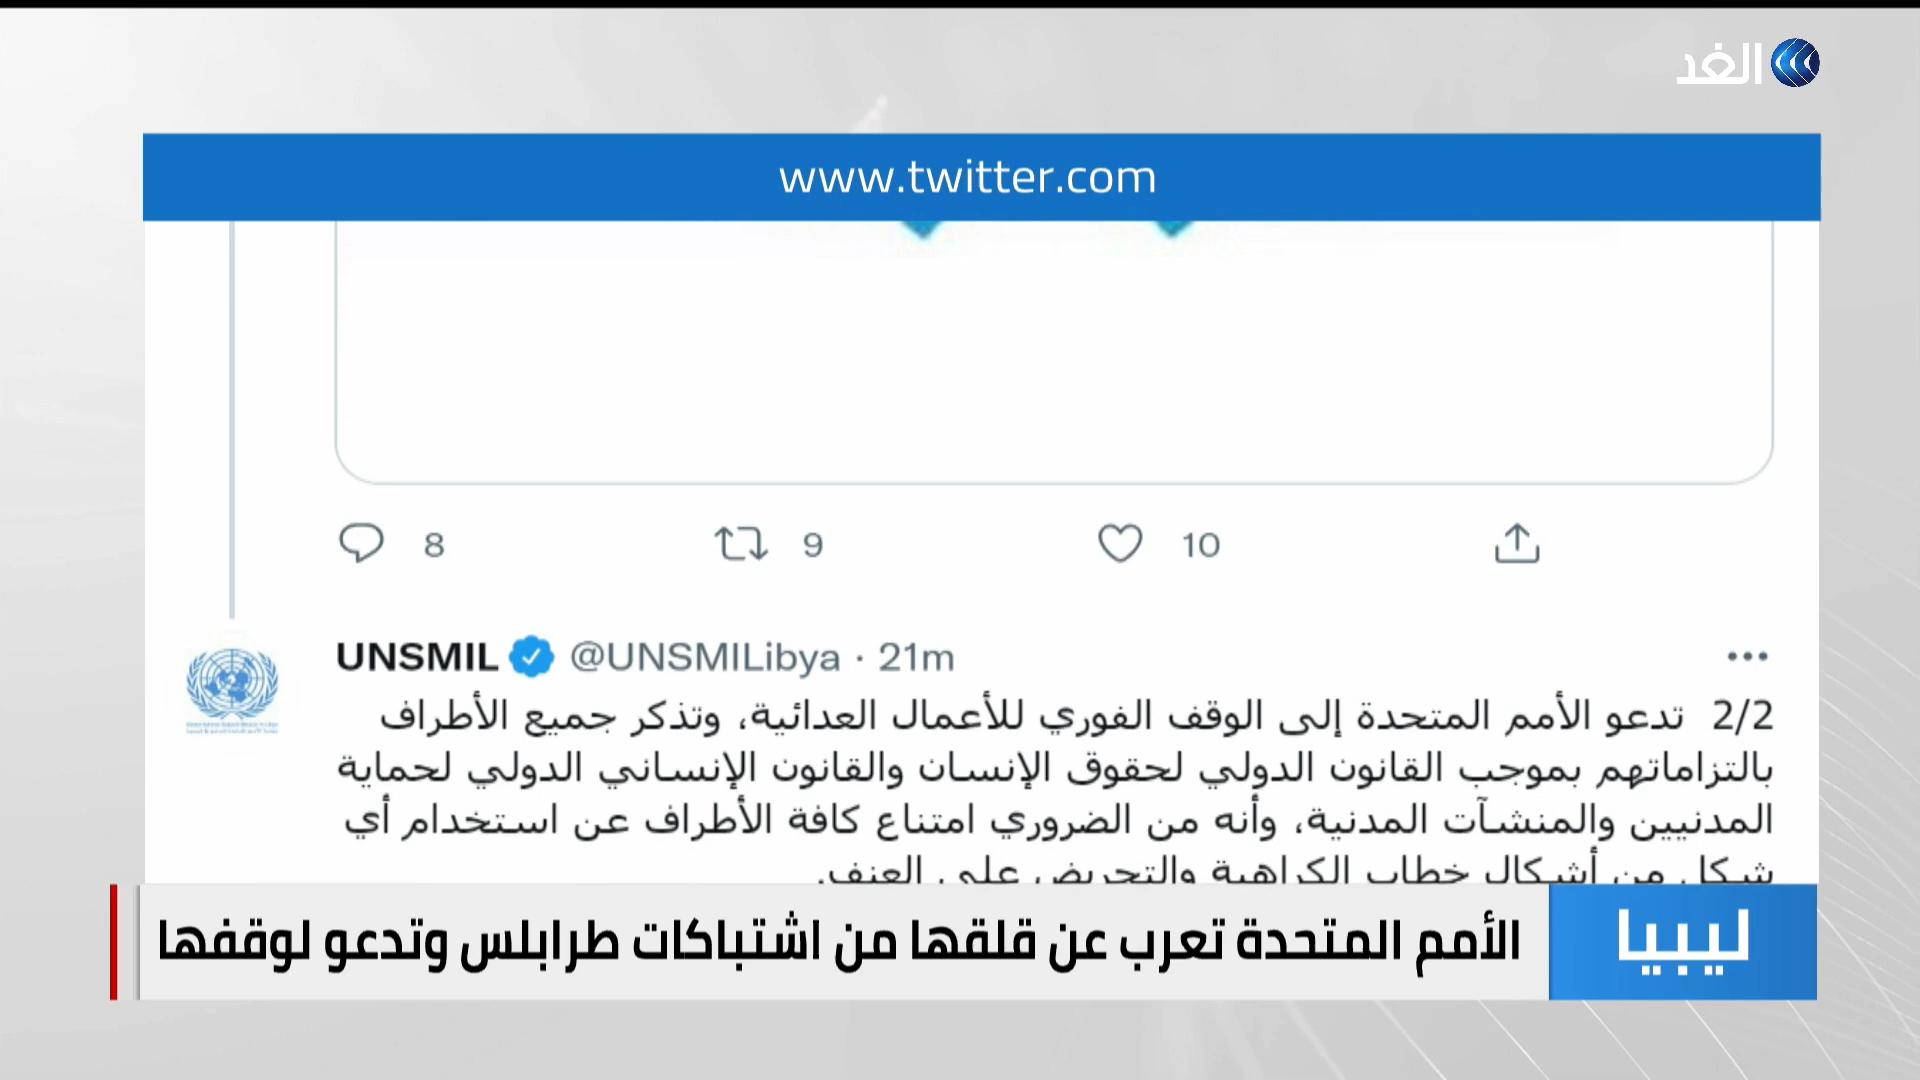 الغد
www.twitter.com
8 9 10
UNSMIL @UNSMILibya · 21m
2/2 تدعو الأمم المتحدة إلى الوقف الفوري للأعمال العدائية، وتذكر جميع الأطراف
بالتزاماتهم بموجب القانون الدولي لحقوق الإنسان والقانون الإنساني الدولي لحماية
المدنيين والمنشآت المدنية، وأنه من الضروري امتناع كافة الأطراف عن استخدام أي
شكل من أشكال خطاب الكراهية والتحريض على العنف.
ليبيا
الأمم المتحدة تعرب عن قلقها من اشتباكات طرابلس وتدعو لوقفها